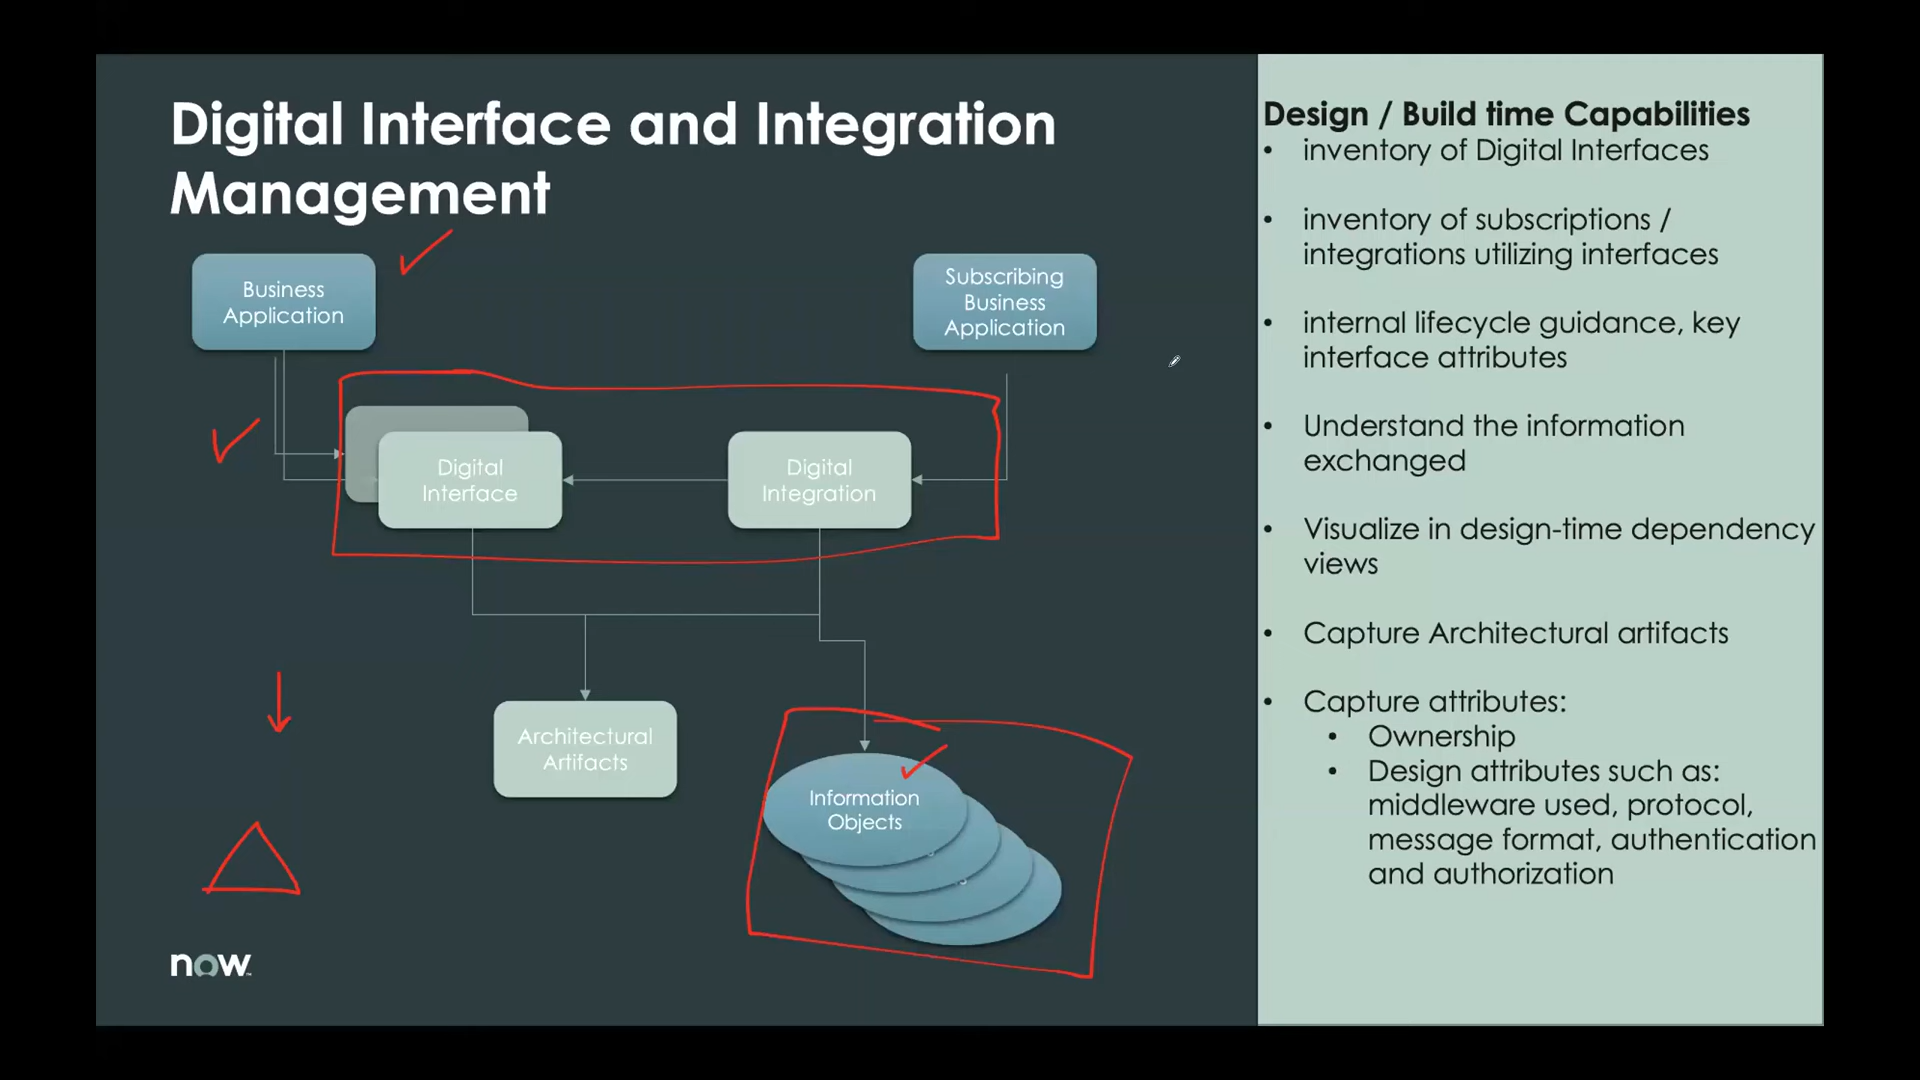 Digital Interface and Integration
Management
Business
Application
Subscribing
Business
Application
Digital
Interface
Digital
Integration
Architectural
Artifacts
Information
Objects
now
Design / Build time Capabilities
• inventory of Digital Interfaces
• inventory of subscriptions /
integrations utilizing interfaces
• internal lifecycle guidance, key
interface attributes
• Understand the information
exchanged
• Visualize in design-time dependency
views
• Capture Architectural artifacts
• Capture attributes:
• Ownership
• Design attributes such as:
middleware used, protocol,
message format, authentication
and authorization